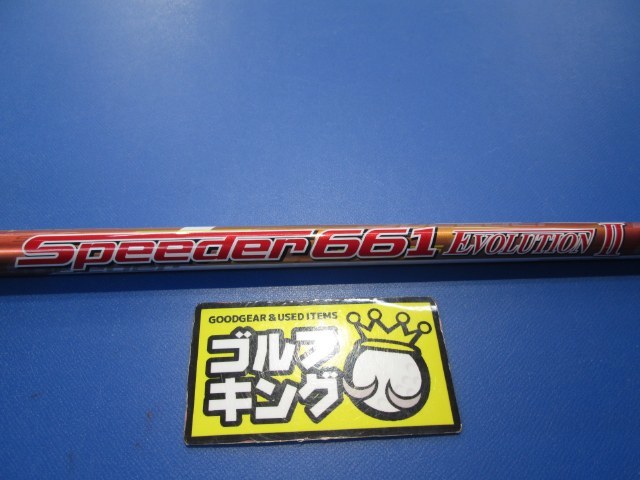 Speeder 661 EVOLUTION II
GOODGEAR & USED ITEMS
ゴルフ
キング